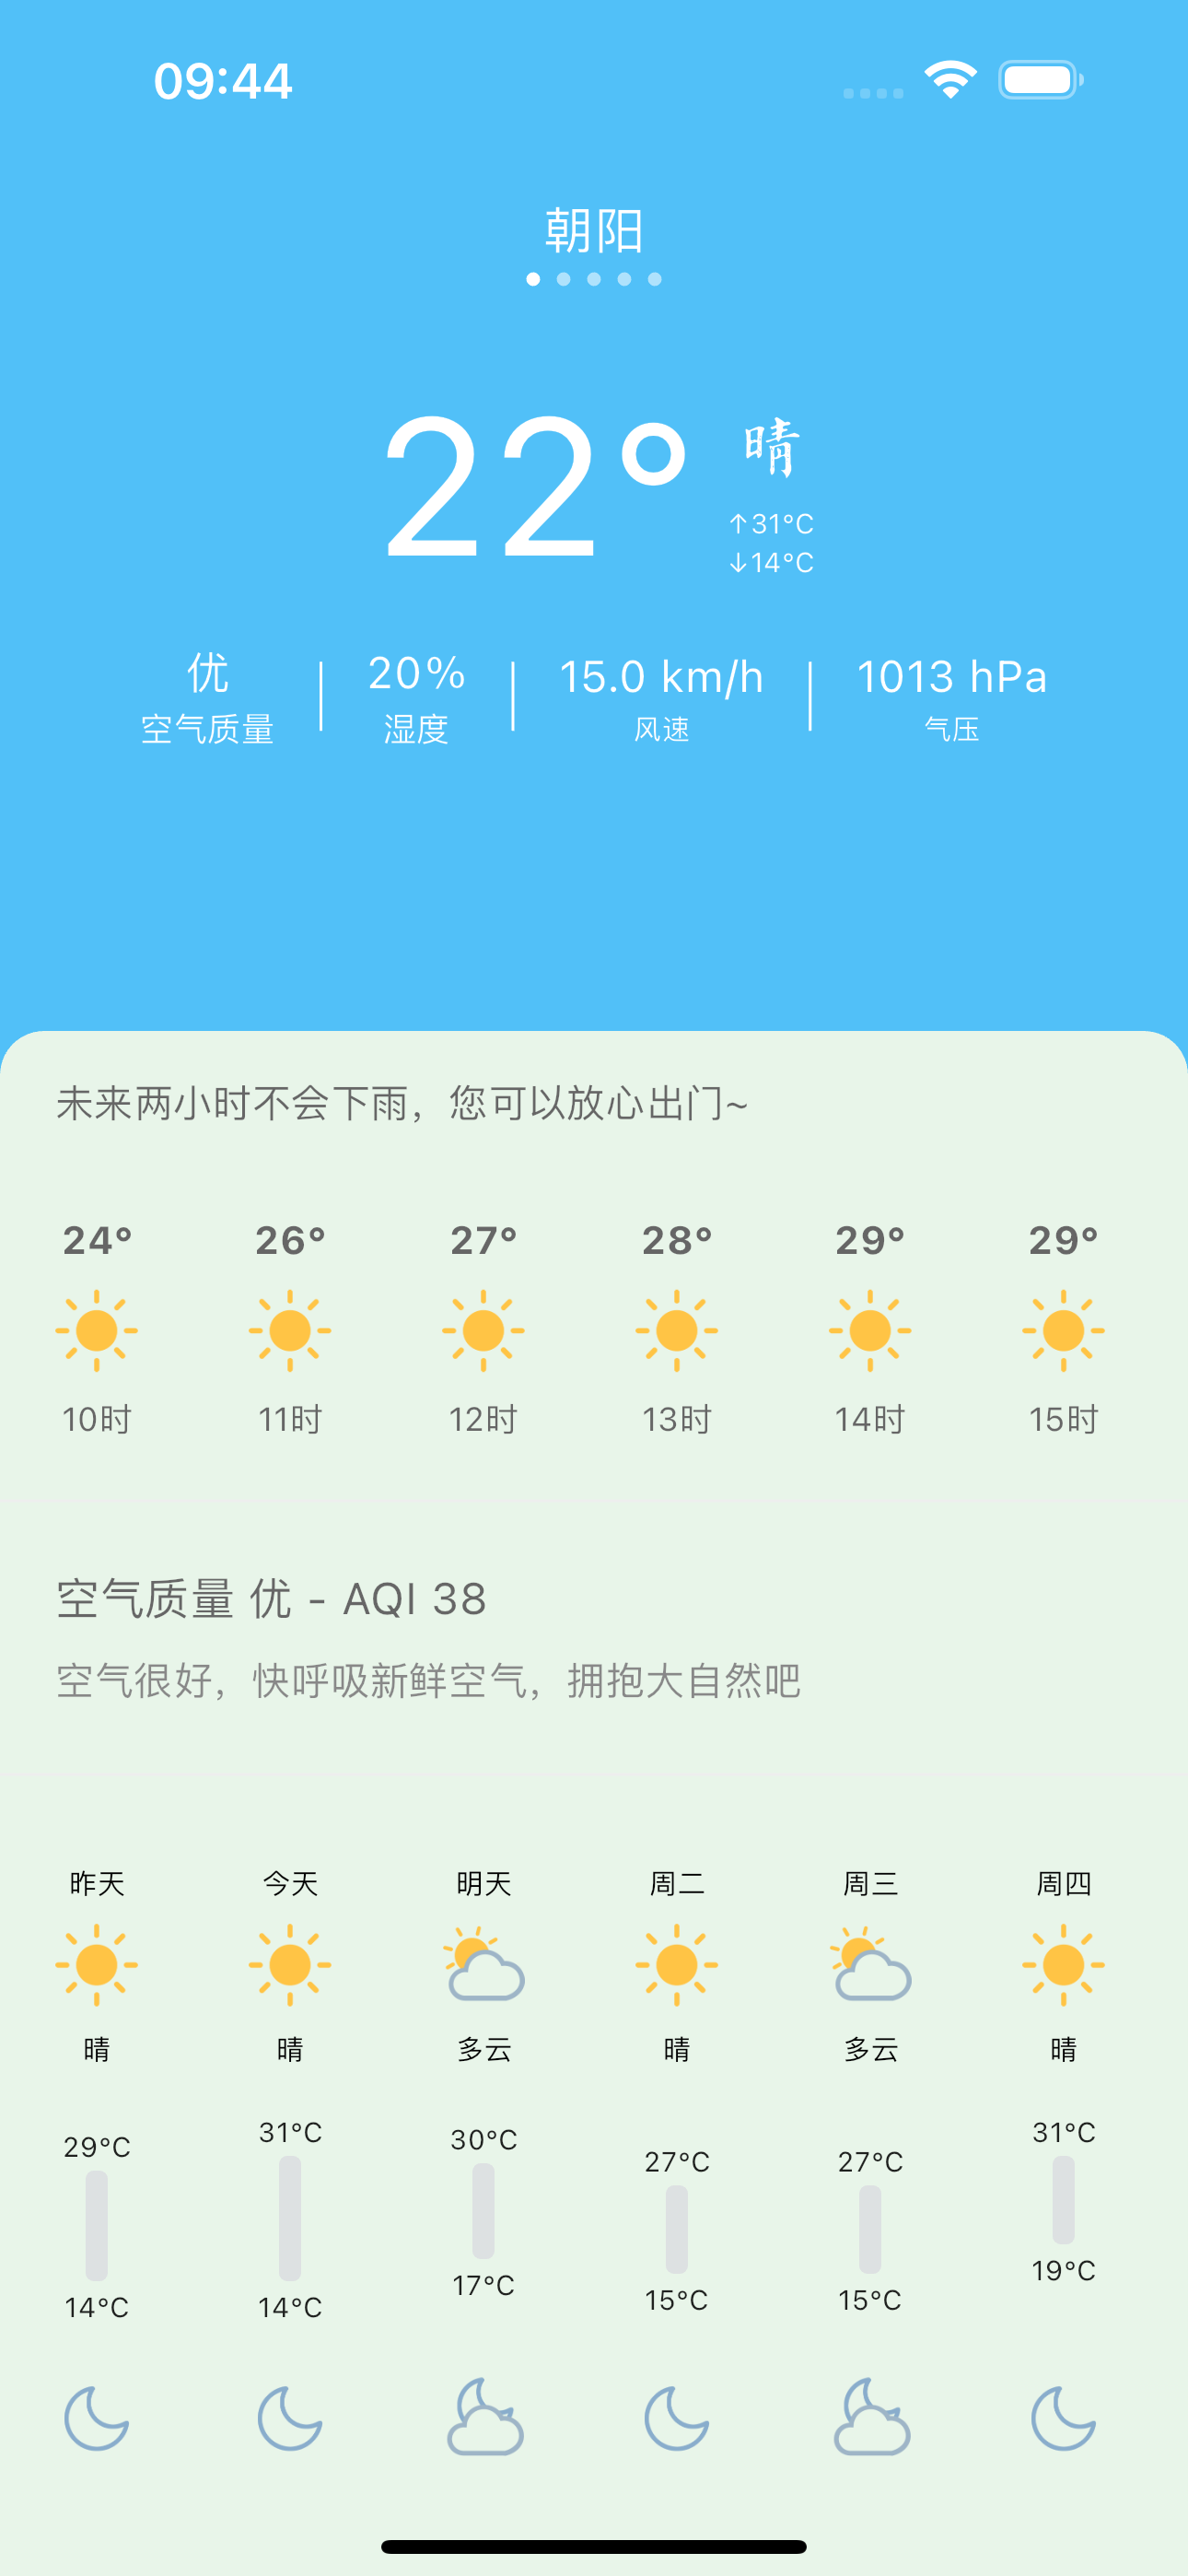 09:44
朝阳
22°
晴
↑31°C
↓14°C
优 20% 15.0 km/h 1013 hPa
空气质量 湿度 风速 气压
未来两小时不会下雨，您可以放心出门~
24° 26° 27° 28° 29° 29°
10时 11时 12时 13时 14时 15时
空气质量 优 - AQI 38
空气很好，快呼吸新鲜空气，拥抱大自然吧
昨天 今天 明天 周二 周三 周四
晴 晴 多云 晴 多云 晴
29°C 31°C 30°C 27°C 27°C 31°C
14°C 14°C 17°C 15°C 15°C 19°C